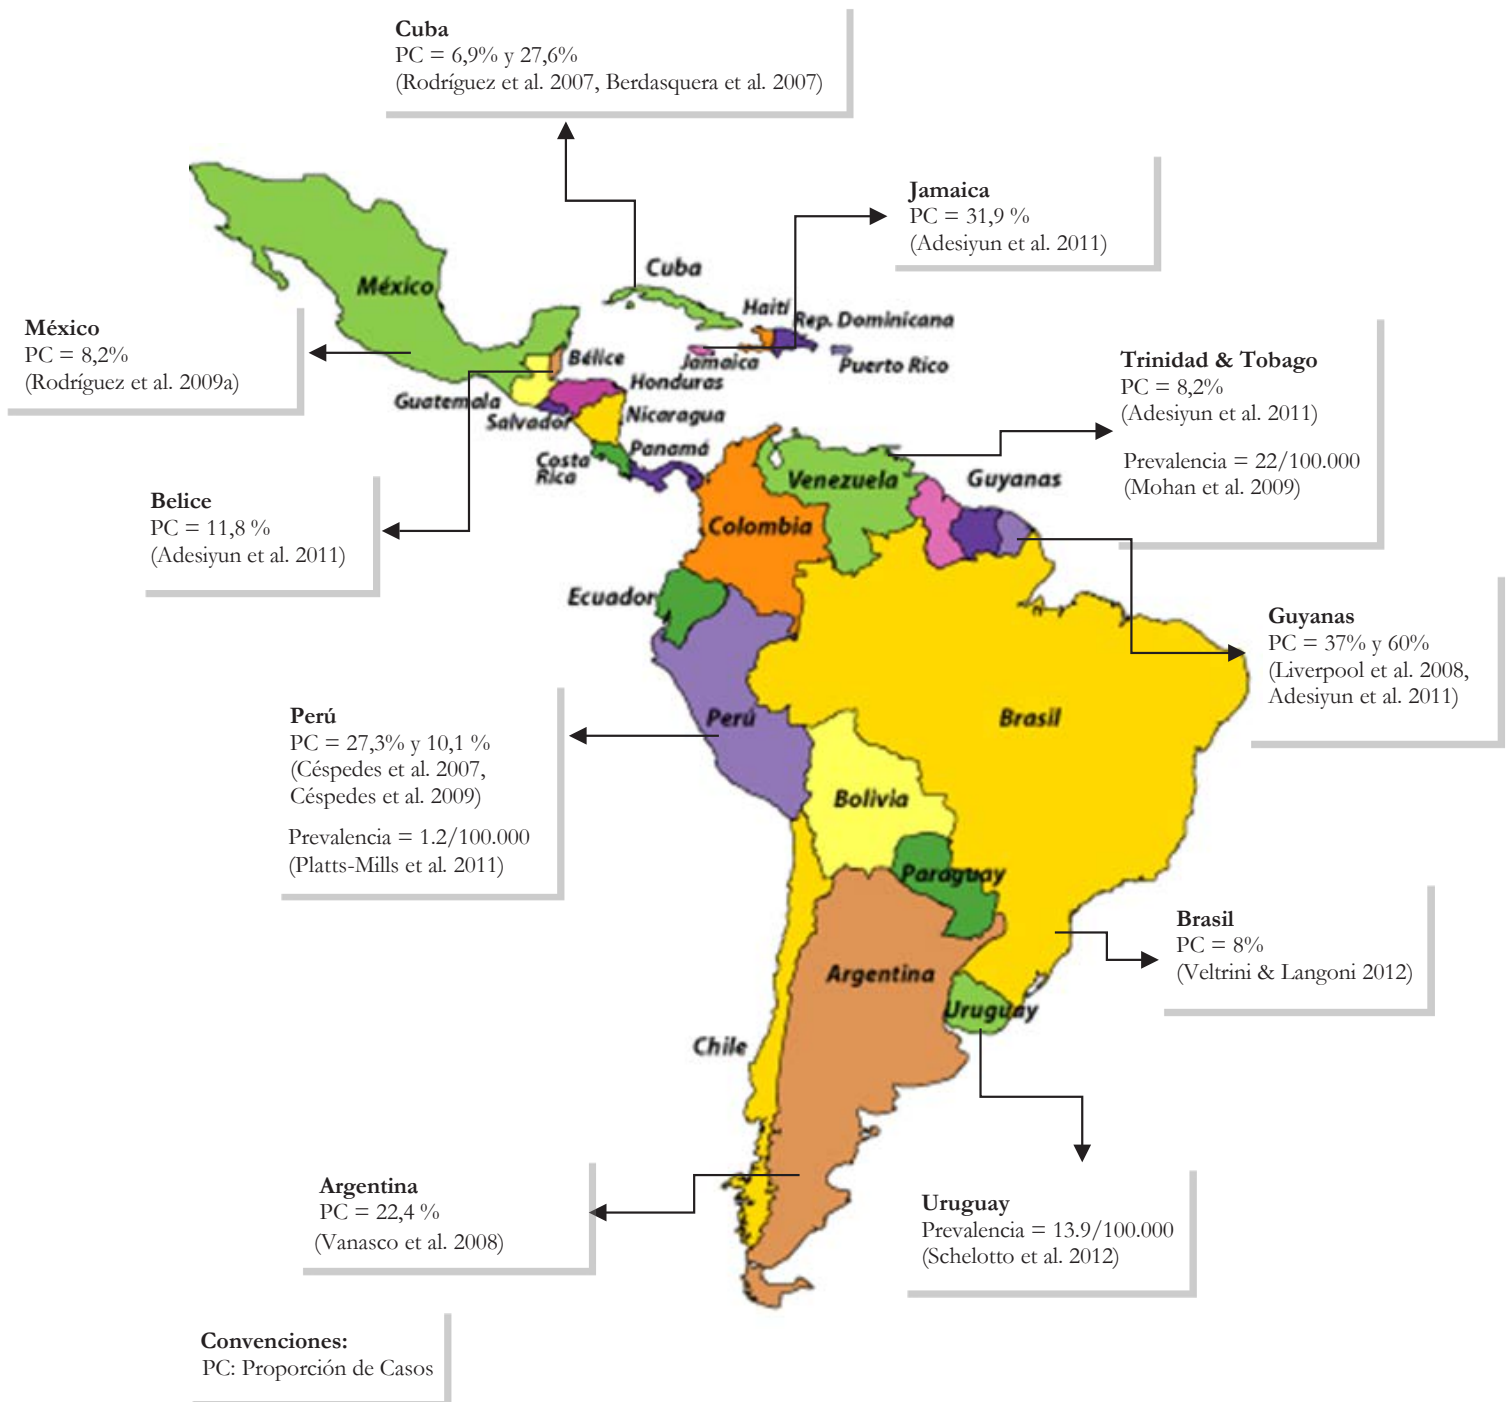 Cuba
PC = 6,9% y 27,6%
(Rodríguez et al. 2007, Berdasquera et al. 2007)
Jamaica
PC = 31,9 %
(Adesiyun et al. 2011)
México
PC = 8,2%
(Rodríguez et al. 2009a)
Trinidad & Tobago
PC = 8,2%
(Adesiyun et al. 2011)
Prevalencia = 22/100.000
(Mohan et al. 2009)
Belice
PC = 11,8 %
(Adesiyun et al. 2011)
Guyanas
PC = 37% y 60%
(Liverpool et al. 2008,
Adesiyun et al. 2011)
Perú
PC = 27,3% y 10,1 %
(Céspedes et al. 2007,
Céspedes et al. 2009)
Prevalencia = 1.2/100.000
(Platts-Mills et al. 2011)
Brasil
PC = 8%
(Veltrini & Langoni 2012)
Argentina
PC = 22,4 %
(Vanasco et al. 2008)
Uruguay
Prevalencia = 13.9/100.000
(Schelotto et al. 2012)
Convenciones:
PC: Proporción de Casos
México
Cuba
Haití
Rep. Dominicana
Jamaica
Puerto Rico
Bélice
Honduras
Guatemala
Salvador
Nicaragua
Costa
Rica
Panamá
Venezuela
Guyanas
Colombia
Ecuador
Perú
Brasil
Bolivia
Paraguay
Argentina
Uruguay
Chile